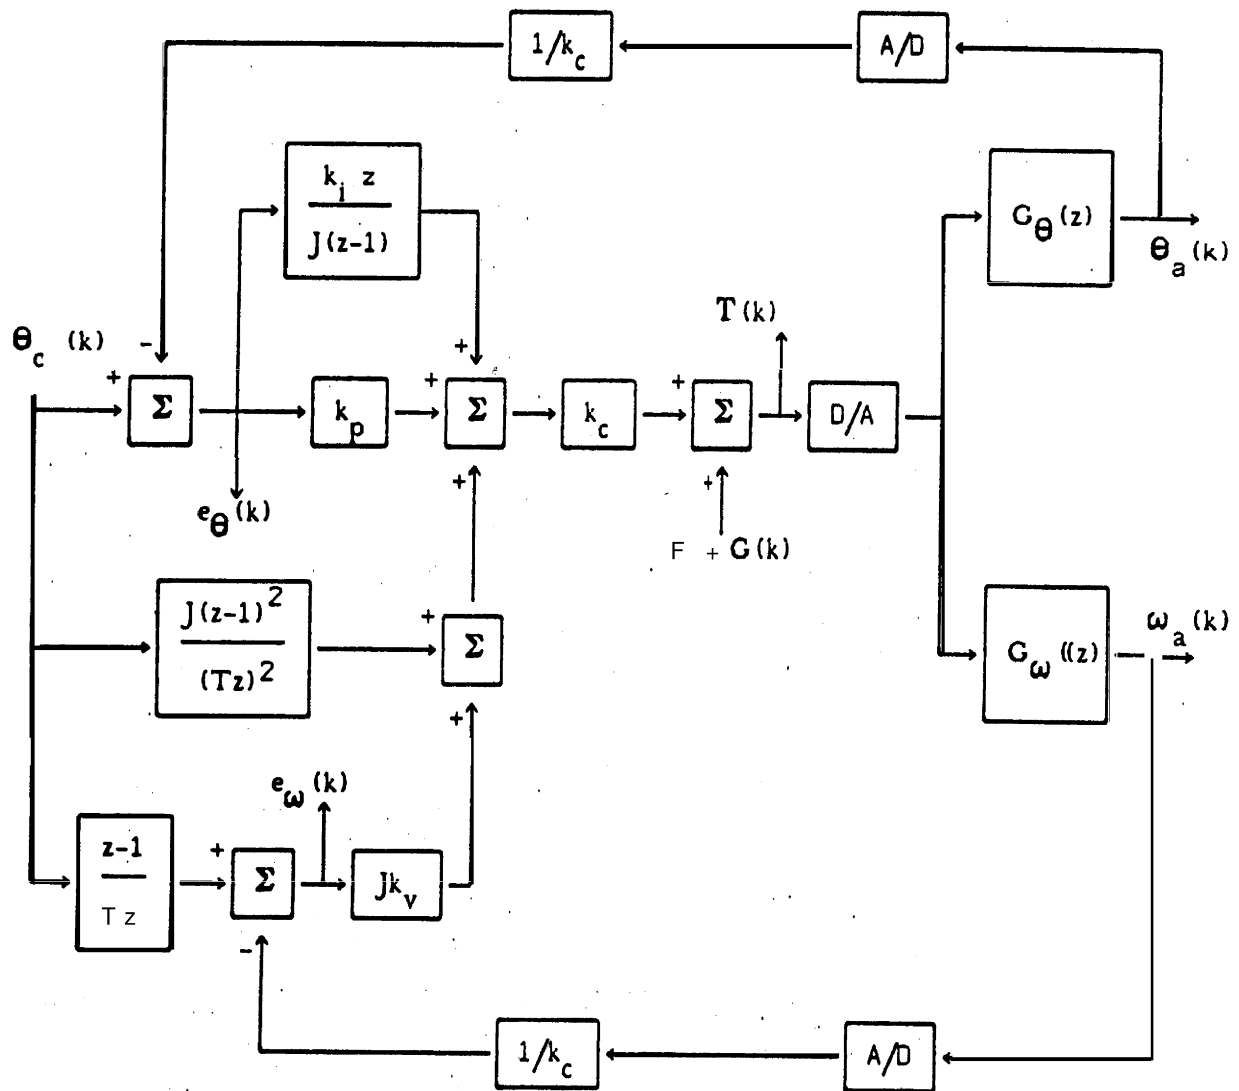 1/k_c
A/D
k_i z
J(z-1)
G_θ(z)
θ_a(k)
T(k)
θ_c (k)
-
+
+
+
+
Σ
k_p
Σ
k_c
Σ
D/A
+
+
e_θ(k)
F + G(k)
J(z-1)^2
(Tz)^2
+
Σ
+
G_ω((z)
ω_a(k)
e_ω(k)
z-1
Tz
+
Σ
Jk_v
-
1/k_c
A/D